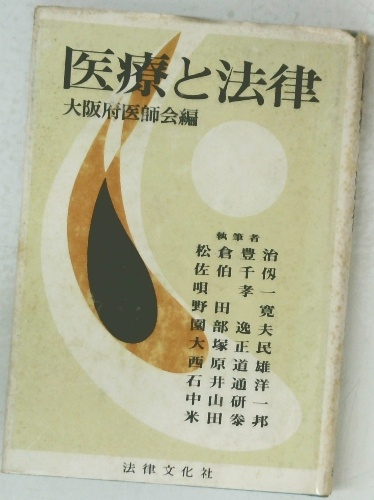 医療と法律
大阪府医師会編
執筆者
松倉豊治
佐伯千仭
唄孝一
野田寛
園部逸夫
大塚正民
西原道雄
石井通洋
中山研一
米田泰邦
法律文化社